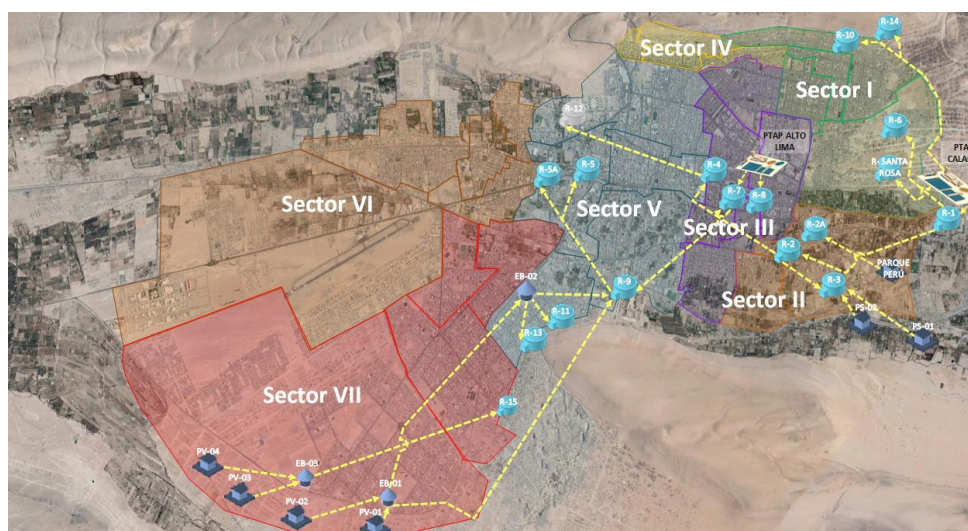 R-14
R-10
Sector IV
Sector I
R-12
R-6
PTAP ALTO
LIMA
PTA
CALA
R-4
R-5
R-5A
R- SANTA
ROSA
R-7
R-8
Sector VI
Sector V
R-1
Sector III
R-2A
R-2
PARQUE
PERÚ
EB-02
R-9
R-3
Sector II
R-11
PS-02
PS-01
R-13
Sector VII
R-15
PV-04
EB-03
PV-03
EB-01
PV-02
PV-01